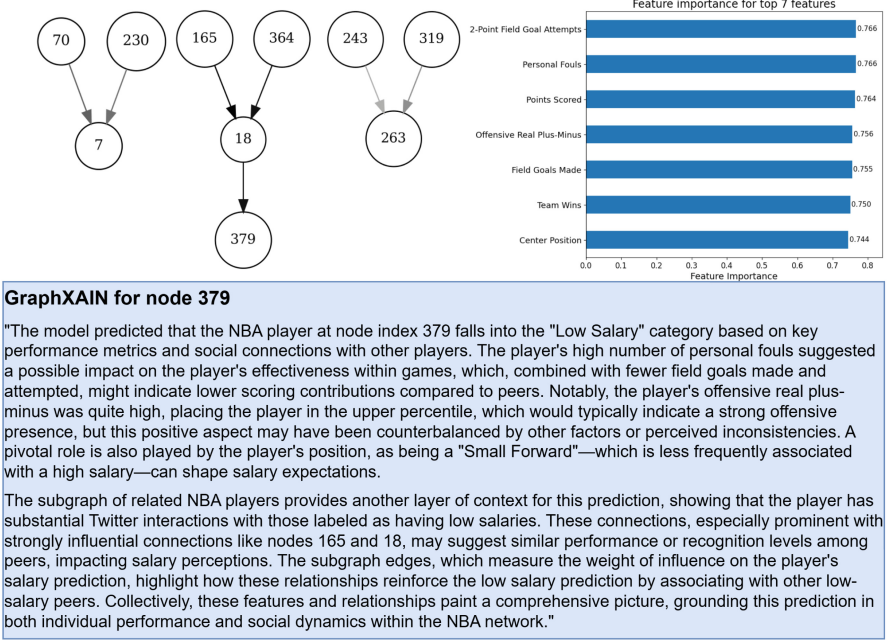 Feature importance for top 7 features
70
230
165
364
243
319
7
18
263
379
2-Point Field Goal Attempts
0.766
Personal Fouls
0.766
Points Scored
0.764
Offensive Real Plus-Minus
0.756
Field Goals Made
0.755
Team Wins
0.750
Center Position
0.744
0.0 0.1 0.2 0.3 0.4 0.5 0.6 0.7 0.8
Feature Importance
GraphXAIN for node 379
"The model predicted that the NBA player at node index 379 falls into the "Low Salary" category based on key
performance metrics and social connections with other players. The player's high number of personal fouls suggested
a possible impact on the player's effectiveness within games, which, combined with fewer field goals made and
attempted, might indicate lower scoring contributions compared to peers. Notably, the player's offensive real plus-
minus was quite high, placing the player in the upper percentile, which would typically indicate a strong offensive
presence, but this positive aspect may have been counterbalanced by other factors or perceived inconsistencies. A
pivotal role is also played by the player's position, as being a "Small Forward"—which is less frequently associated
with a high salary—can shape salary expectations.
The subgraph of related NBA players provides another layer of context for this prediction, showing that the player has
substantial Twitter interactions with those labeled as having low salaries. These connections, especially prominent with
strongly influential connections like nodes 165 and 18, may suggest similar performance or recognition levels among
peers, impacting salary perceptions. The subgraph edges, which measure the weight of influence on the player's
salary prediction, highlight how these relationships reinforce the low salary prediction by associating with other low-
salary peers. Collectively, these features and relationships paint a comprehensive picture, grounding this prediction in
both individual performance and social dynamics within the NBA network."